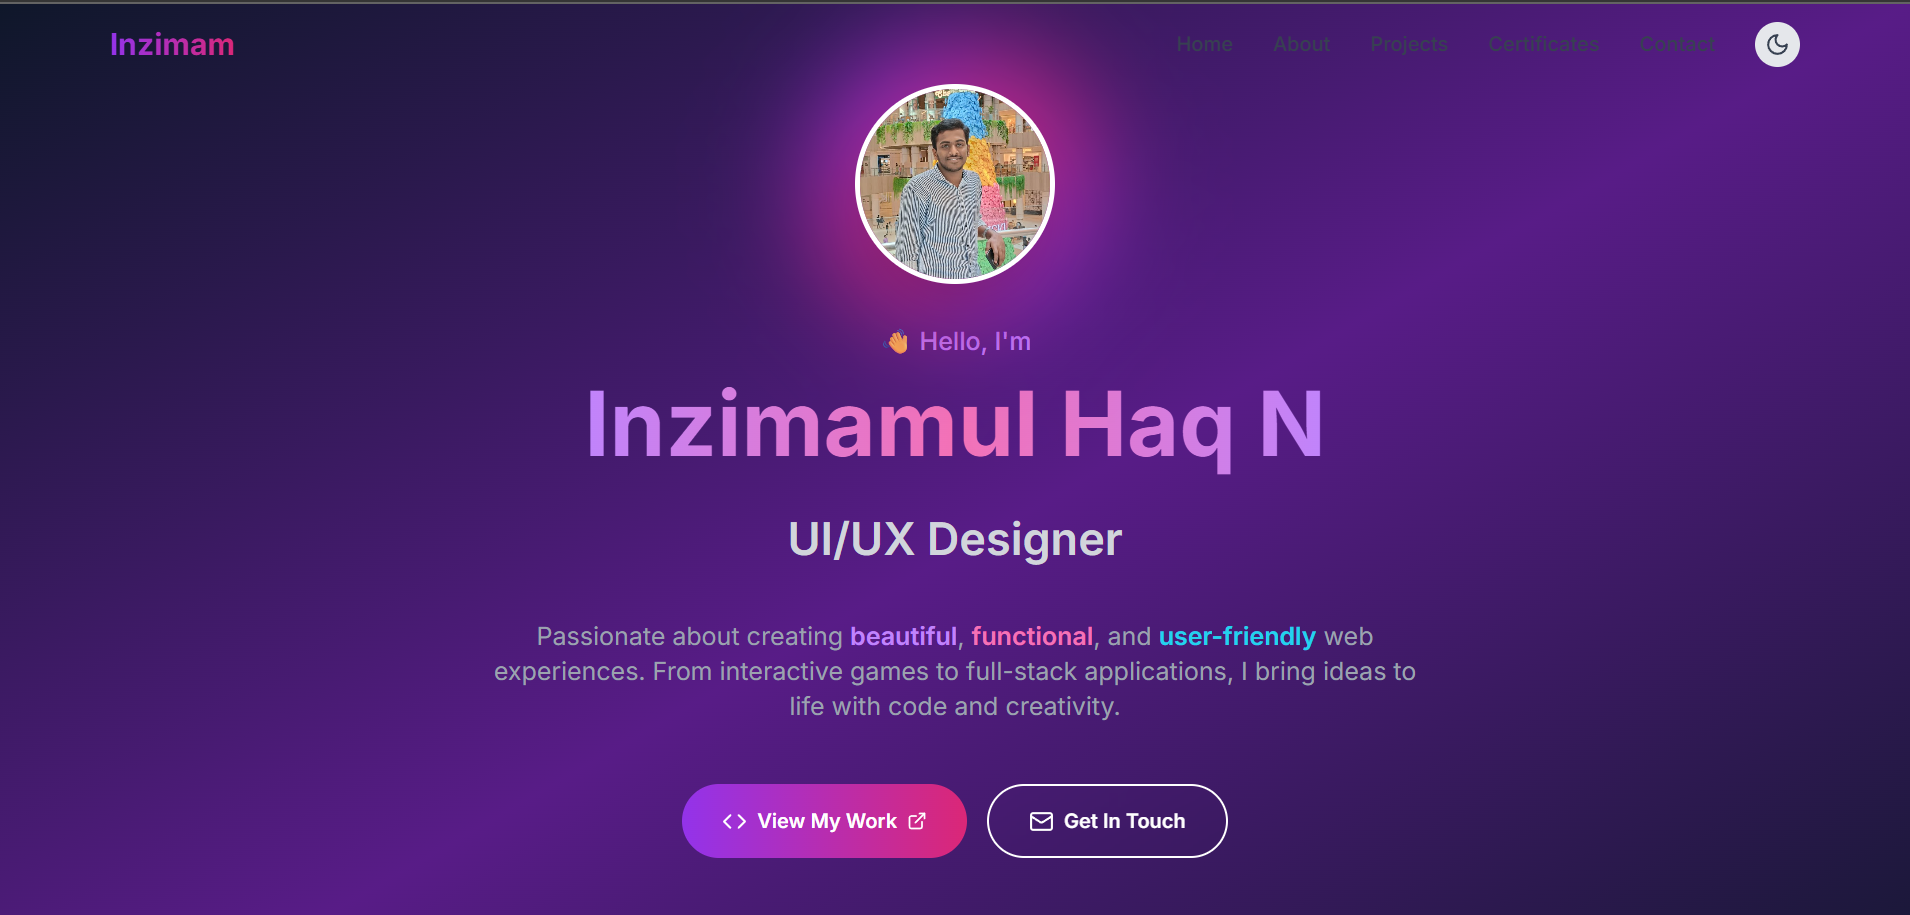 Inzimam
Home
About
Projects
Certificates
Contact
👋 Hello, I'm
Inzimamul Haq N
UI/UX Designer
Passionate about creating beautiful, functional, and user-friendly web
experiences. From interactive games to full-stack applications, I bring ideas to
life with code and creativity.
View My Work
Get In Touch